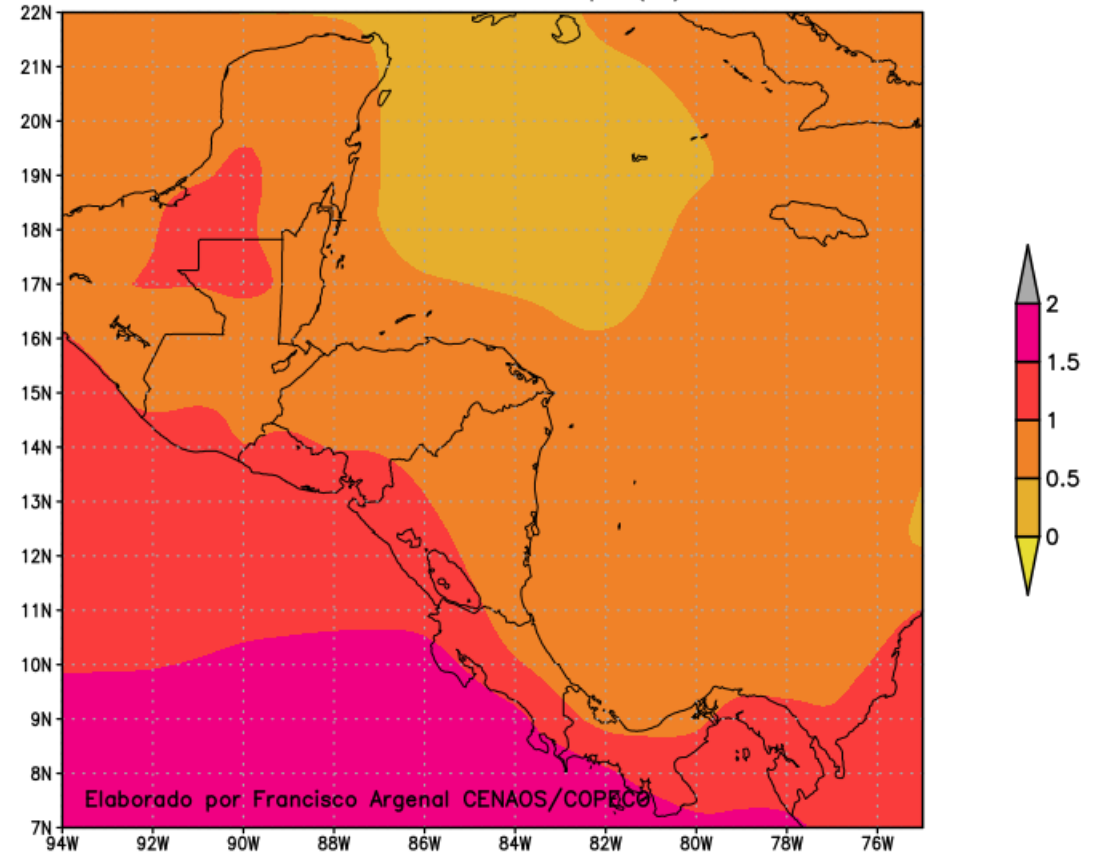 22N
21N
20N
19N
18N
17N
16N
15N
14N
13N
12N
11N
10N
9N
8N
7N
94W 92W 90W 88W 86W 84W 82W 80W 78W 76W
2
1.5
1
0.5
0
Elaborado por Francisco Argenal CENAOS/COPECO